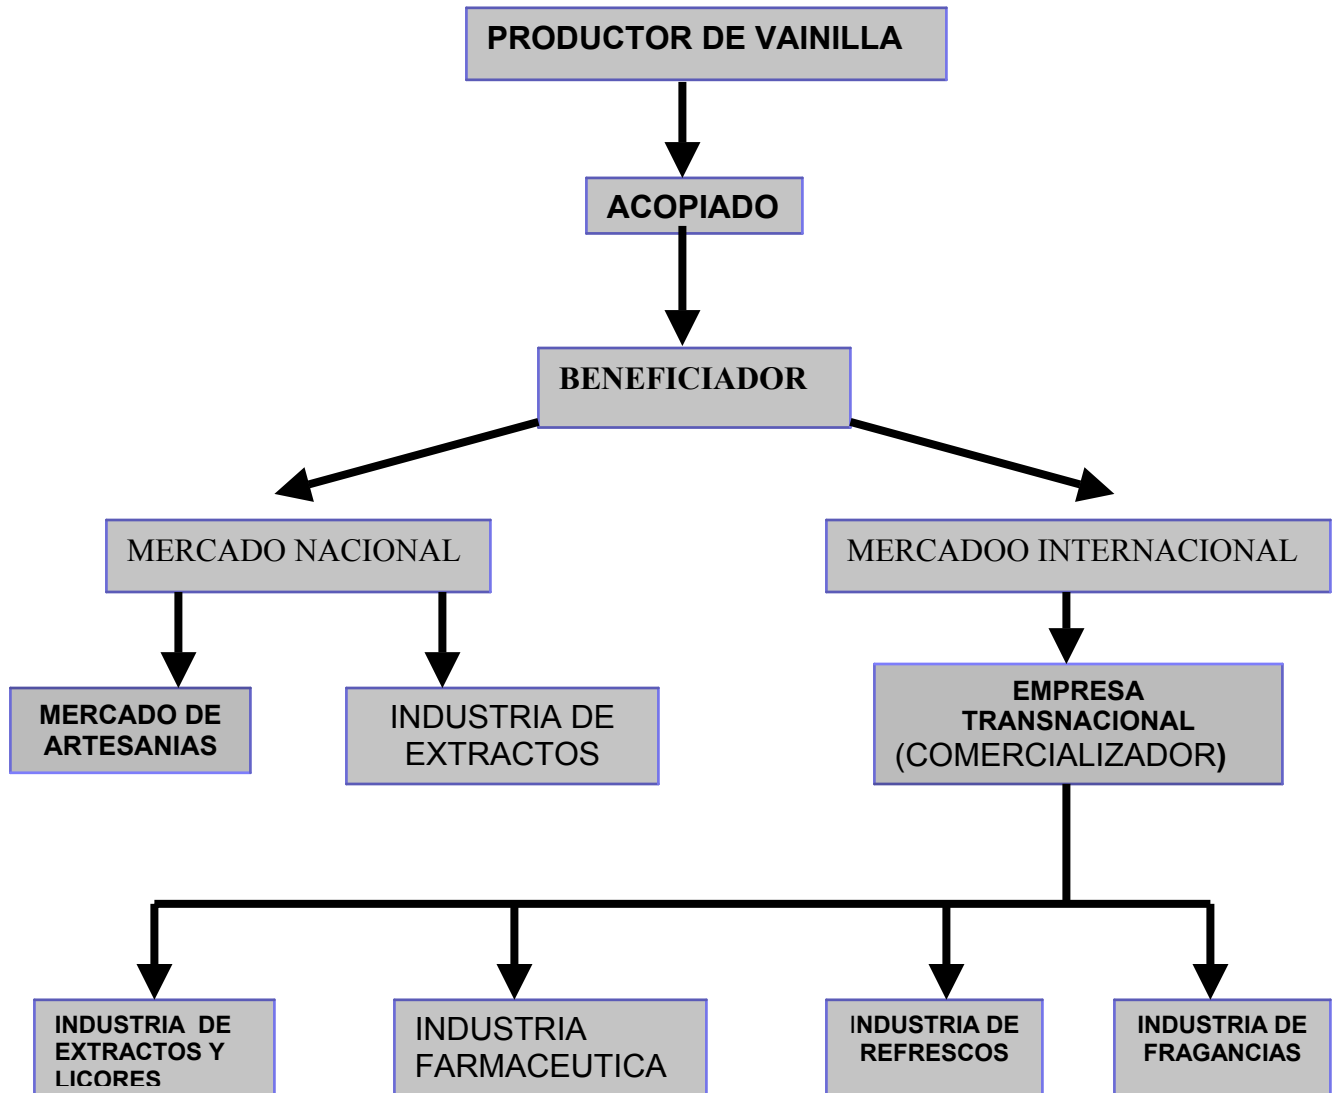 PRODUCTOR DE VAINILLA
ACOPIADO
BENEFICIADOR
MERCADO NACIONAL
MERCADOO INTERNACIONAL
MERCADO DE
ARTESANIAS
INDUSTRIA DE
EXTRACTOS
EMPRESA
TRANSNACIONAL
(COMERCIALIZADOR)
INDUSTRIA DE
EXTRACTOS Y
LICORES
INDUSTRIA
FARMACEUTICA
INDUSTRIA DE
REFRESCOS
INDUSTRIA DE
FRAGANCIAS